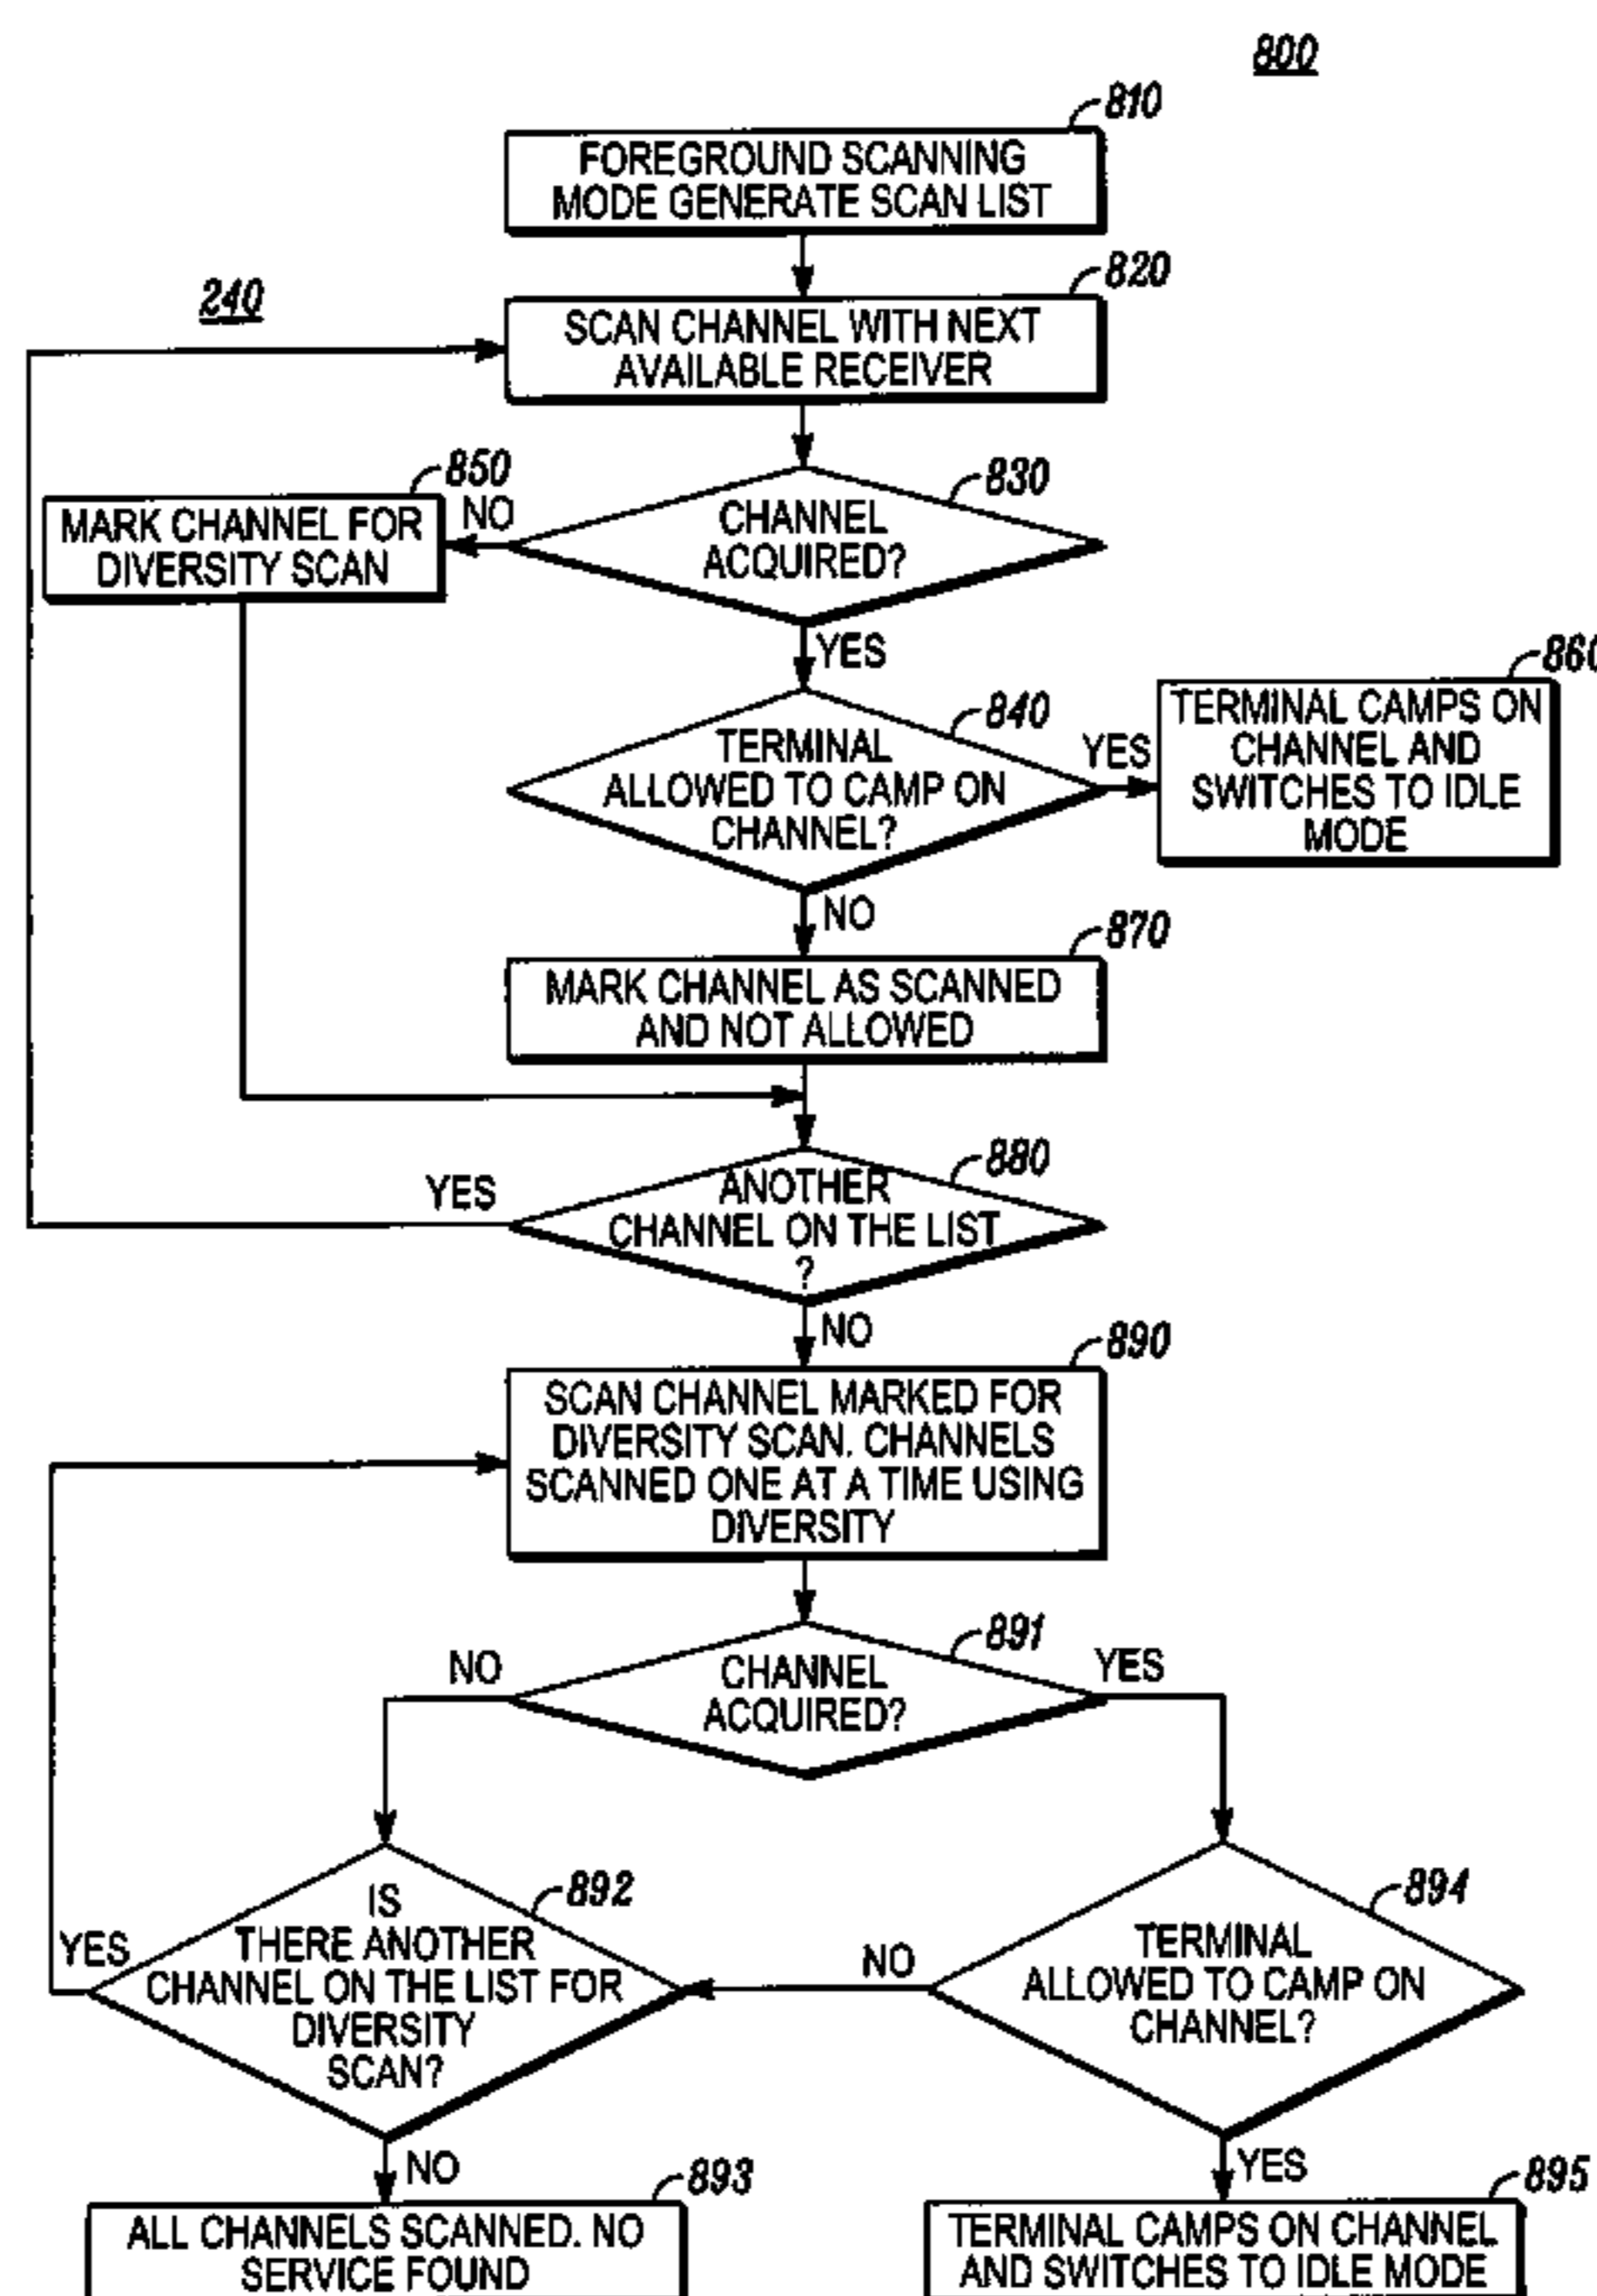 800
810
FOREGROUND SCANNING
MODE GENERATE SCAN LIST
240
820
SCAN CHANNEL WITH NEXT
AVAILABLE RECEIVER
850
MARK CHANNEL FOR
DIVERSITY SCAN
NO
830
CHANNEL
ACQUIRED?
YES
840
TERMINAL
ALLOWED TO CAMP ON
CHANNEL?
YES
860
TERMINAL CAMPS ON
CHANNEL AND
SWITCHES TO IDLE
MODE
NO
870
MARK CHANNEL AS SCANNED
AND NOT ALLOWED
880
YES
ANOTHER
CHANNEL ON THE LIST
?
NO
890
SCAN CHANNEL MARKED FOR
DIVERSITY SCAN. CHANNELS
SCANNED ONE AT A TIME USING
DIVERSITY
891
NO
CHANNEL
ACQUIRED?
YES
892
YES
IS
THERE ANOTHER
CHANNEL ON THE LIST FOR
DIVERSITY
SCAN?
NO
894
TERMINAL
ALLOWED TO CAMP ON
CHANNEL?
NO
893
ALL CHANNELS SCANNED. NO
SERVICE FOUND
YES
895
TERMINAL CAMPS ON CHANNEL
AND SWITCHES TO IDLE MODE